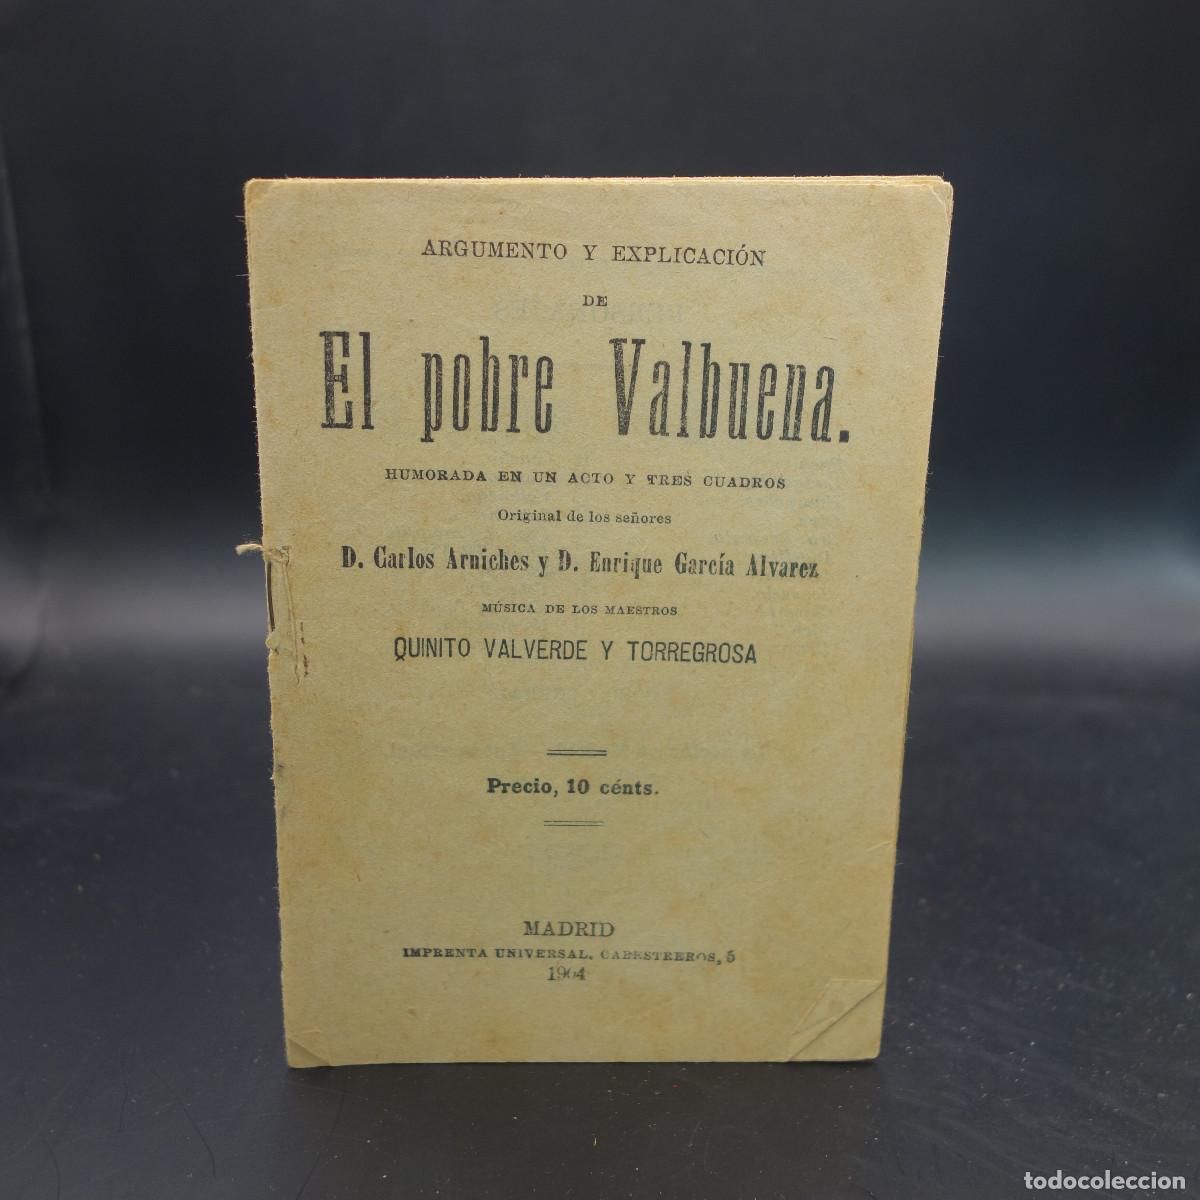 ARGUMENTO Y EXPLICACIÓN
DE
El pobre Valbuena.
HUMORADA EN UN ACTO Y TRES CUADROS
Original de los señores
D. Carlos Arniches y D. Enrique García Alvarez
MÚSICA DE LOS MAESTROS
QUINITO VALVERDE Y TORREGROSA
Precio, 10 cénts.
MADRID
IMPRENTA UNIVERSAL, CABESTREROS, 5
1904
todocoleccion